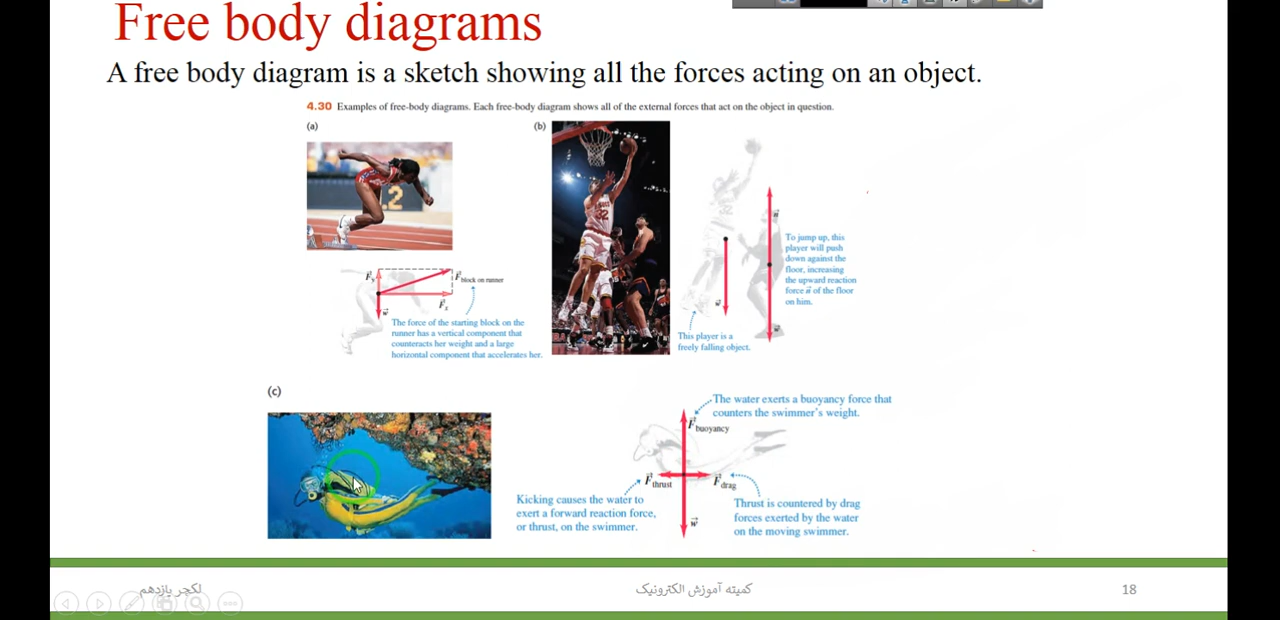 Free body diagrams
A free body diagram is a sketch showing all the forces acting on an object.
4.30 Examples of free-body diagrams. Each free-body diagram shows all of the external forces that act on the object in question.
(a)
(b)
.2
32
F⃗y
F⃗block on runner
F⃗x
w⃗
The force of the starting block on the
runner has a vertical component that
counteracts her weight and a large
horizontal component that accelerates her.
w⃗
This player is a
freely falling object.
n⃗
To jump up, this
player will push
down against the
floor, increasing
the upward reaction
force n⃗ of the floor
on him.
w⃗
(c)
The water exerts a buoyancy force that
counters the swimmer's weight.
F⃗buoyancy
F⃗thrust
F⃗drag
Kicking causes the water to
exert a forward reaction force,
or thrust, on the swimmer.
w⃗
Thrust is countered by drag
forces exerted by the water
on the moving swimmer.
لکچر یازدهم
کمیته آموزش الکترونیک
18